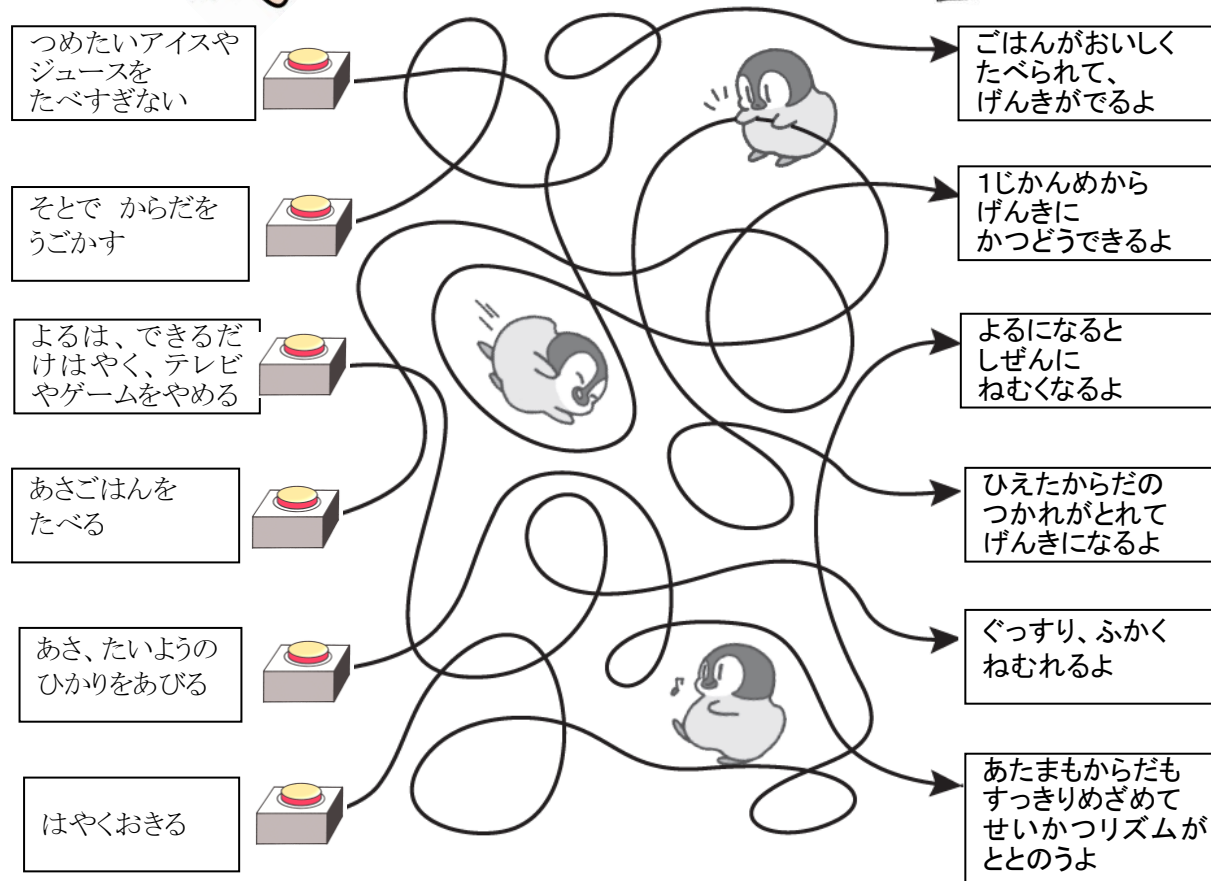 つめたいアイスや
ジュースを
たべすぎない
そとで からだを
うごかす
よるは、できるだ
けはやく、テレビ
やゲームをやめる
あさごはんを
たべる
あさ、たいようの
ひかりをあびる
はやくおきる
ごはんがおいしく
たべられて、
げんきがでるよ
1じかんめから
げんきに
かつどうできるよ
よるになると
しぜんに
ねむくなるよ
ひえたからだの
つかれがとれて
げんきになるよ
ぐっすり、ふかく
ねむれるよ
あたまもからだも
すっきりめざめて
せいかつリズムが
ととのうよ